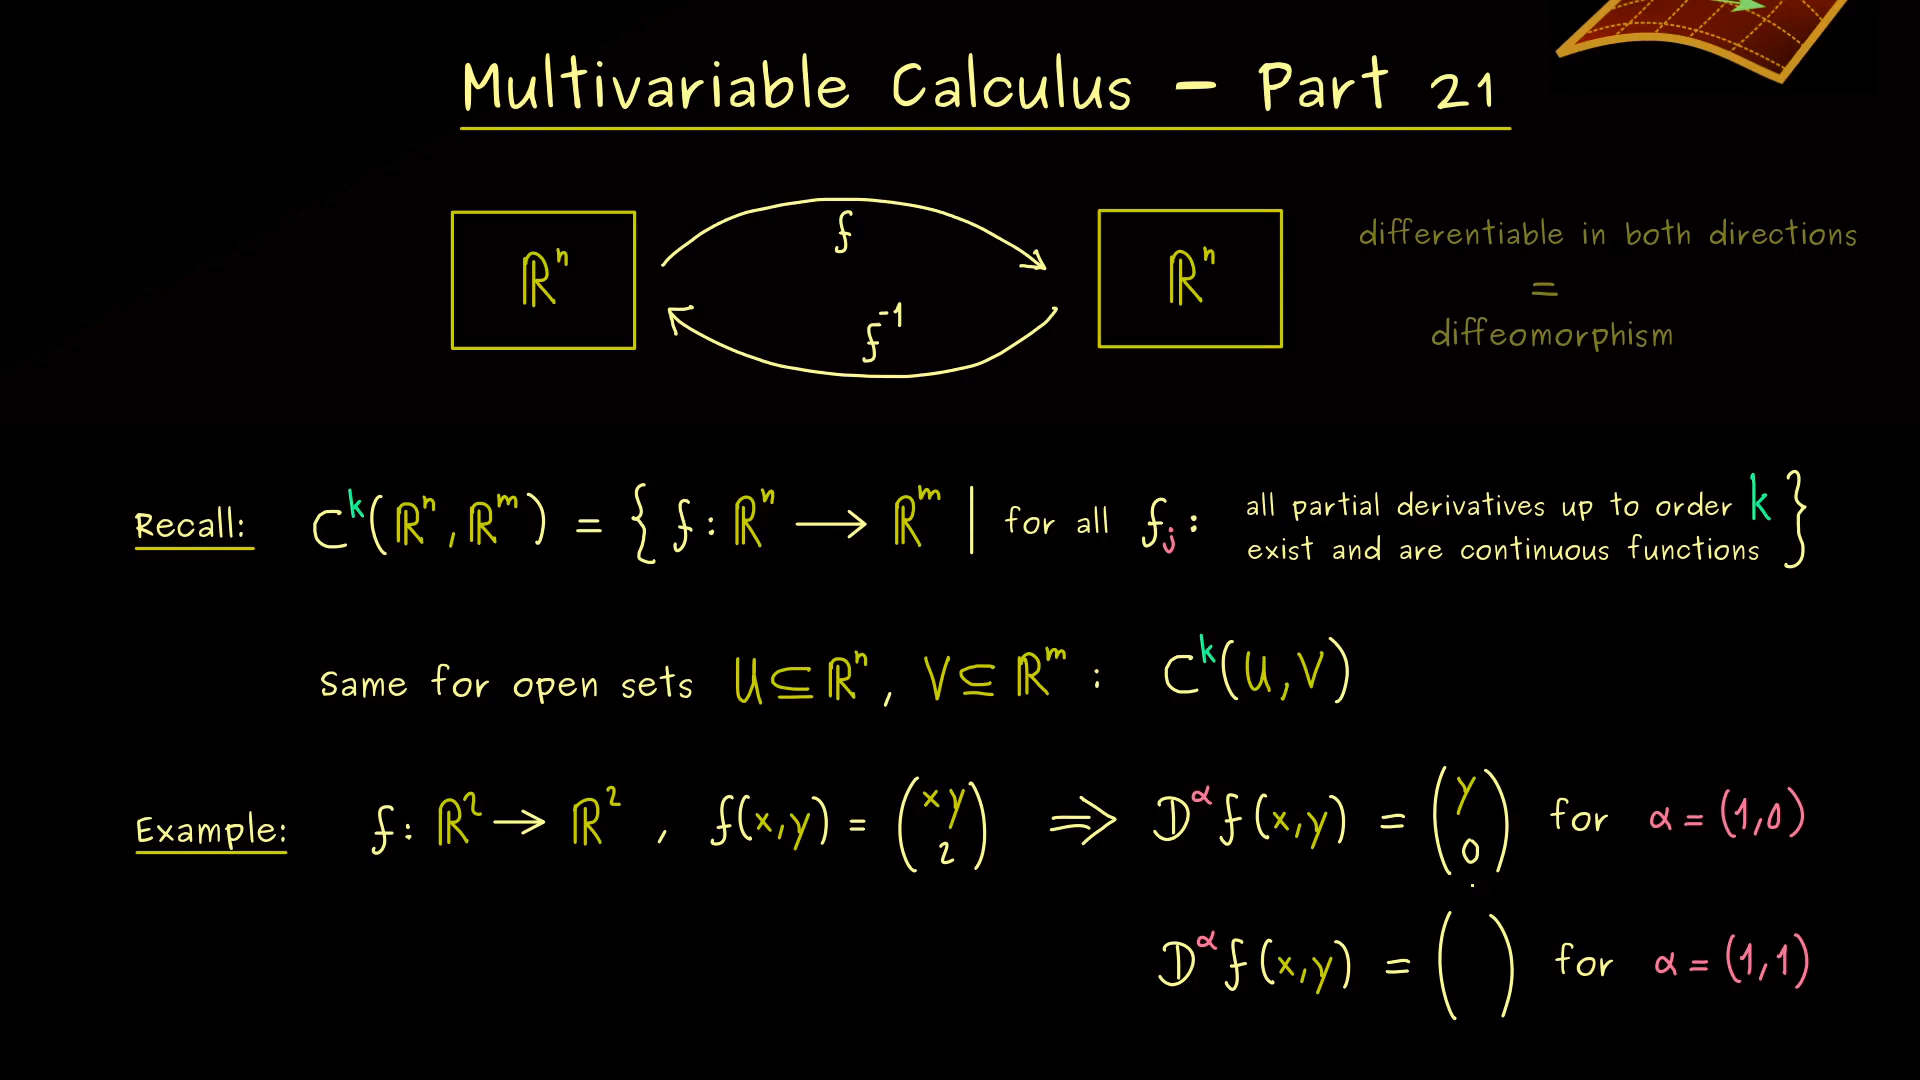 Multivariable Calculus – Part 21
ℝⁿ f f⁻¹ ℝⁿ
differentiable in both directions
=
diffeomorphism
Recall: Cᵏ(ℝⁿ, ℝᵐ) = { f : ℝⁿ ⟶ ℝᵐ | for all fⱼ : all partial derivatives up to order k
exist and are continuous functions }
Same for open sets U ⊆ ℝⁿ, V ⊆ ℝᵐ : Cᵏ(U, V)
Example: f : ℝ² ⟶ ℝ² , f(x,y) = (xy 2) ⟹ Dᵅf(x,y) = (y 0) for α = (1,0)
Dᵅf(x,y) = ( ) for α = (1,1)